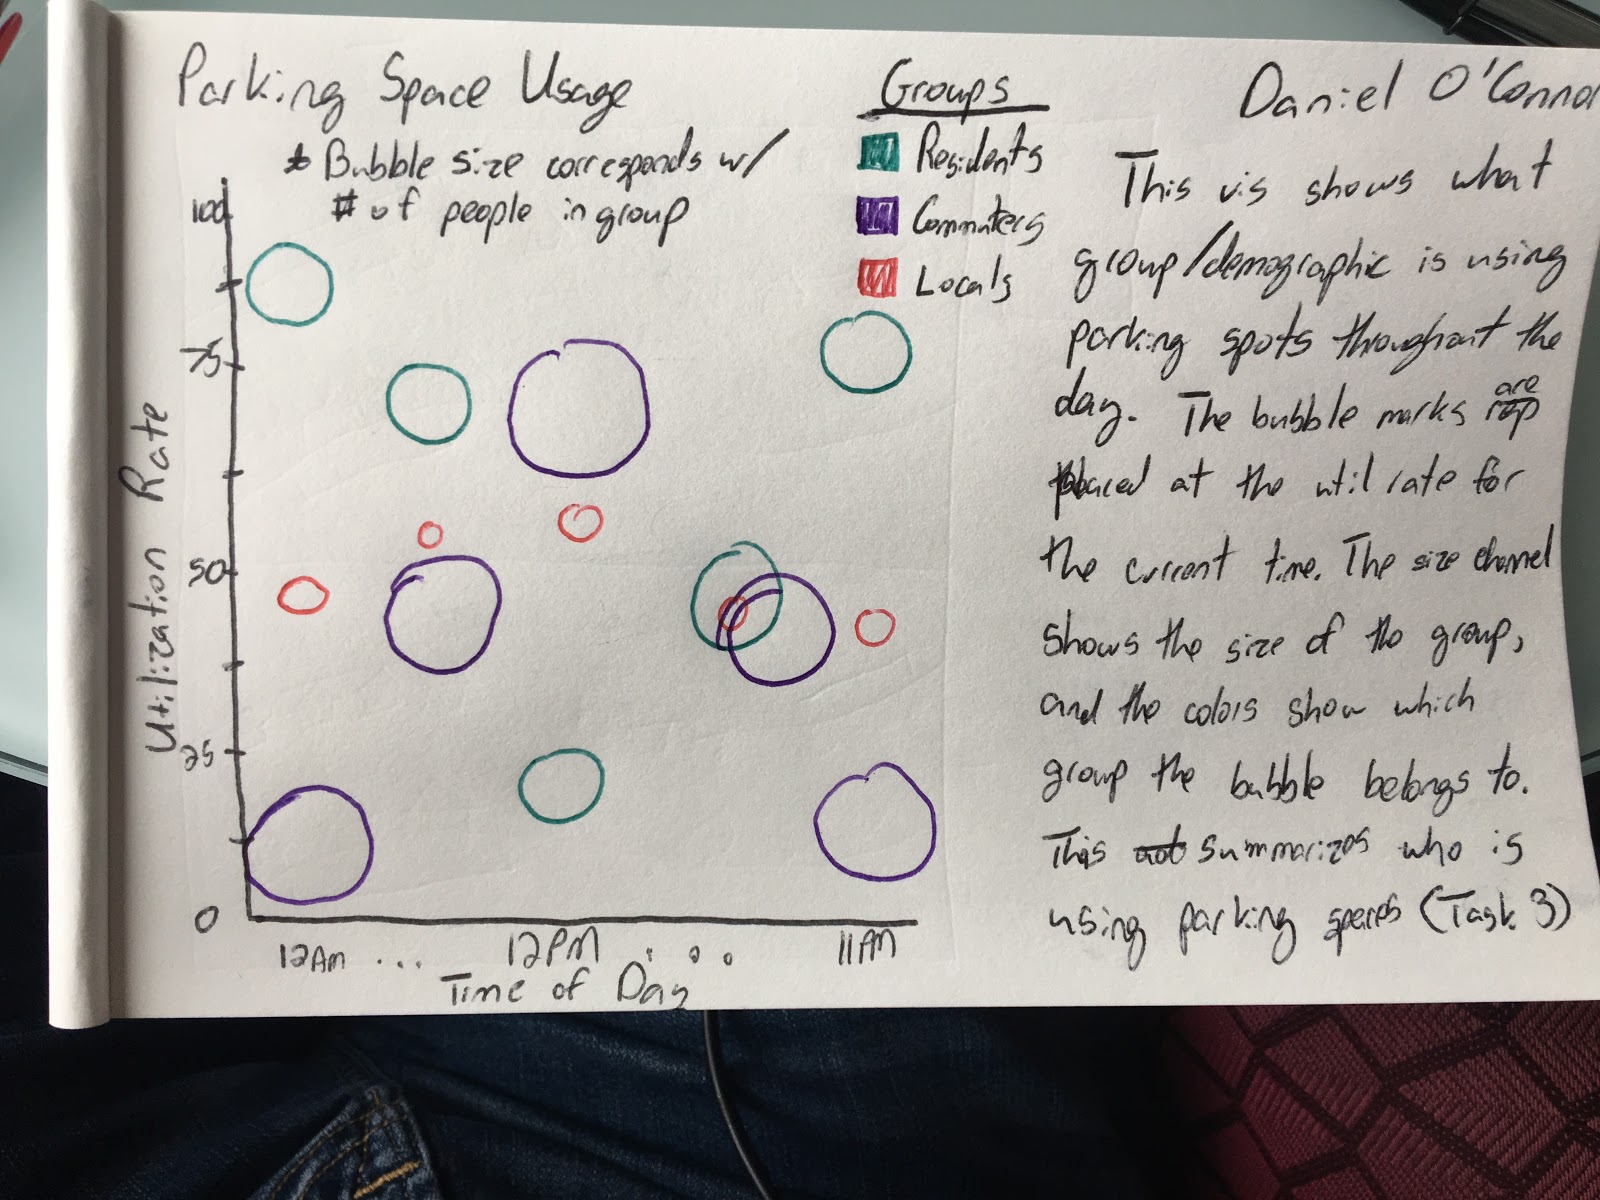 Parking Space Usage
* Bubble size corresponds w/
# of people in group
Groups
Residents
Commuters
Locals
100
75
50
25
0
Utilization Rate
12AM ... 12PM . . . 11PM
Time of Day
Daniel O'Connor
This vis shows what
group/demographic is using
parking spots throughout the
day. The bubble marks are
placed at the util rate for
the current time. The size channel
shows the size of the group,
and the colors show which
group the bubble belongs to.
This summarizes who is
using parking spaces (Task 3)